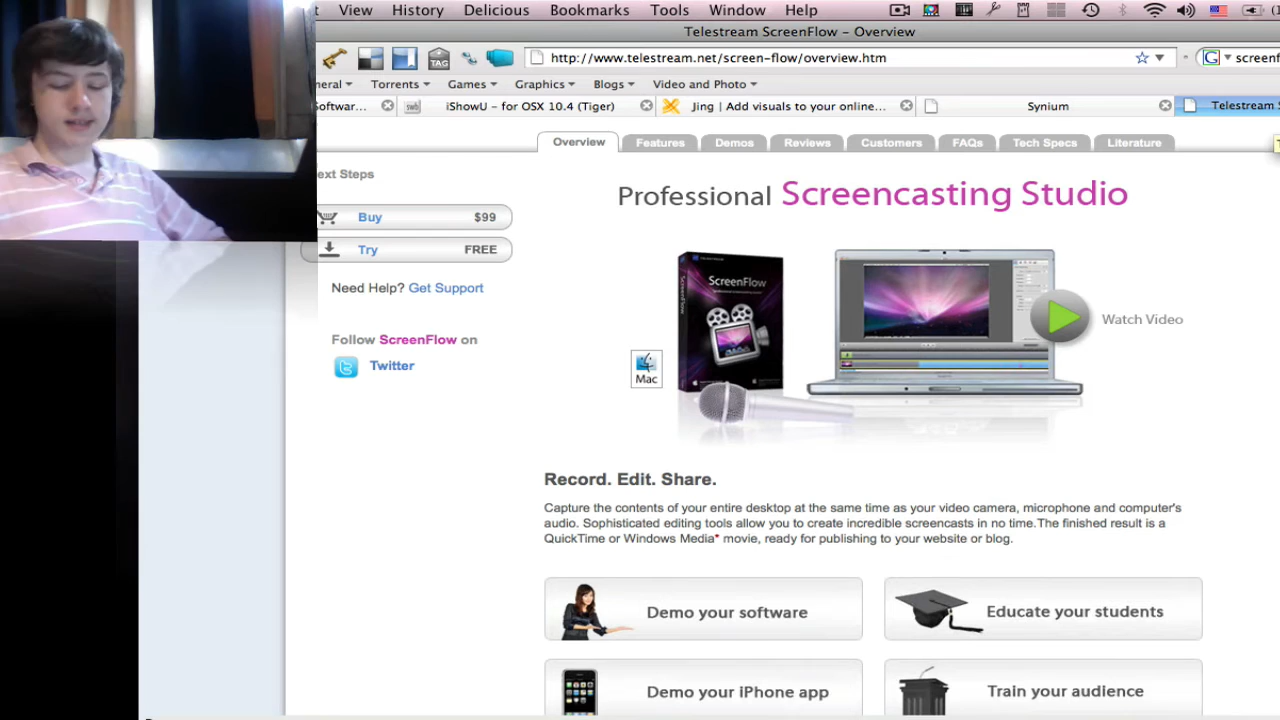 View History Delicious Bookmarks Tools Window Help
Telestream ScreenFlow – Overview
TAG http://www.telestream.net/screen-flow/overview.htm G screenf
neral Torrents Games Graphics Blogs Video and Photo
Softwar... swb iShowU - for OSX 10.4 (Tiger) Jing | Add visuals to your online... Synium Telestream S
Overview Features Demos Reviews Customers FAQs Tech Specs Literature
ext Steps
Buy $99
Try FREE
Need Help? Get Support
Follow ScreenFlow on
Twitter
Professional Screencasting Studio
ScreenFlow
Mac
Watch Video
Record. Edit. Share.
Capture the contents of your entire desktop at the same time as your video camera, microphone and computer's
audio. Sophisticated editing tools allow you to create incredible screencasts in no time.The finished result is a
QuickTime or Windows Media* movie, ready for publishing to your website or blog.
Demo your software
Educate your students
Demo your iPhone app
Train your audience